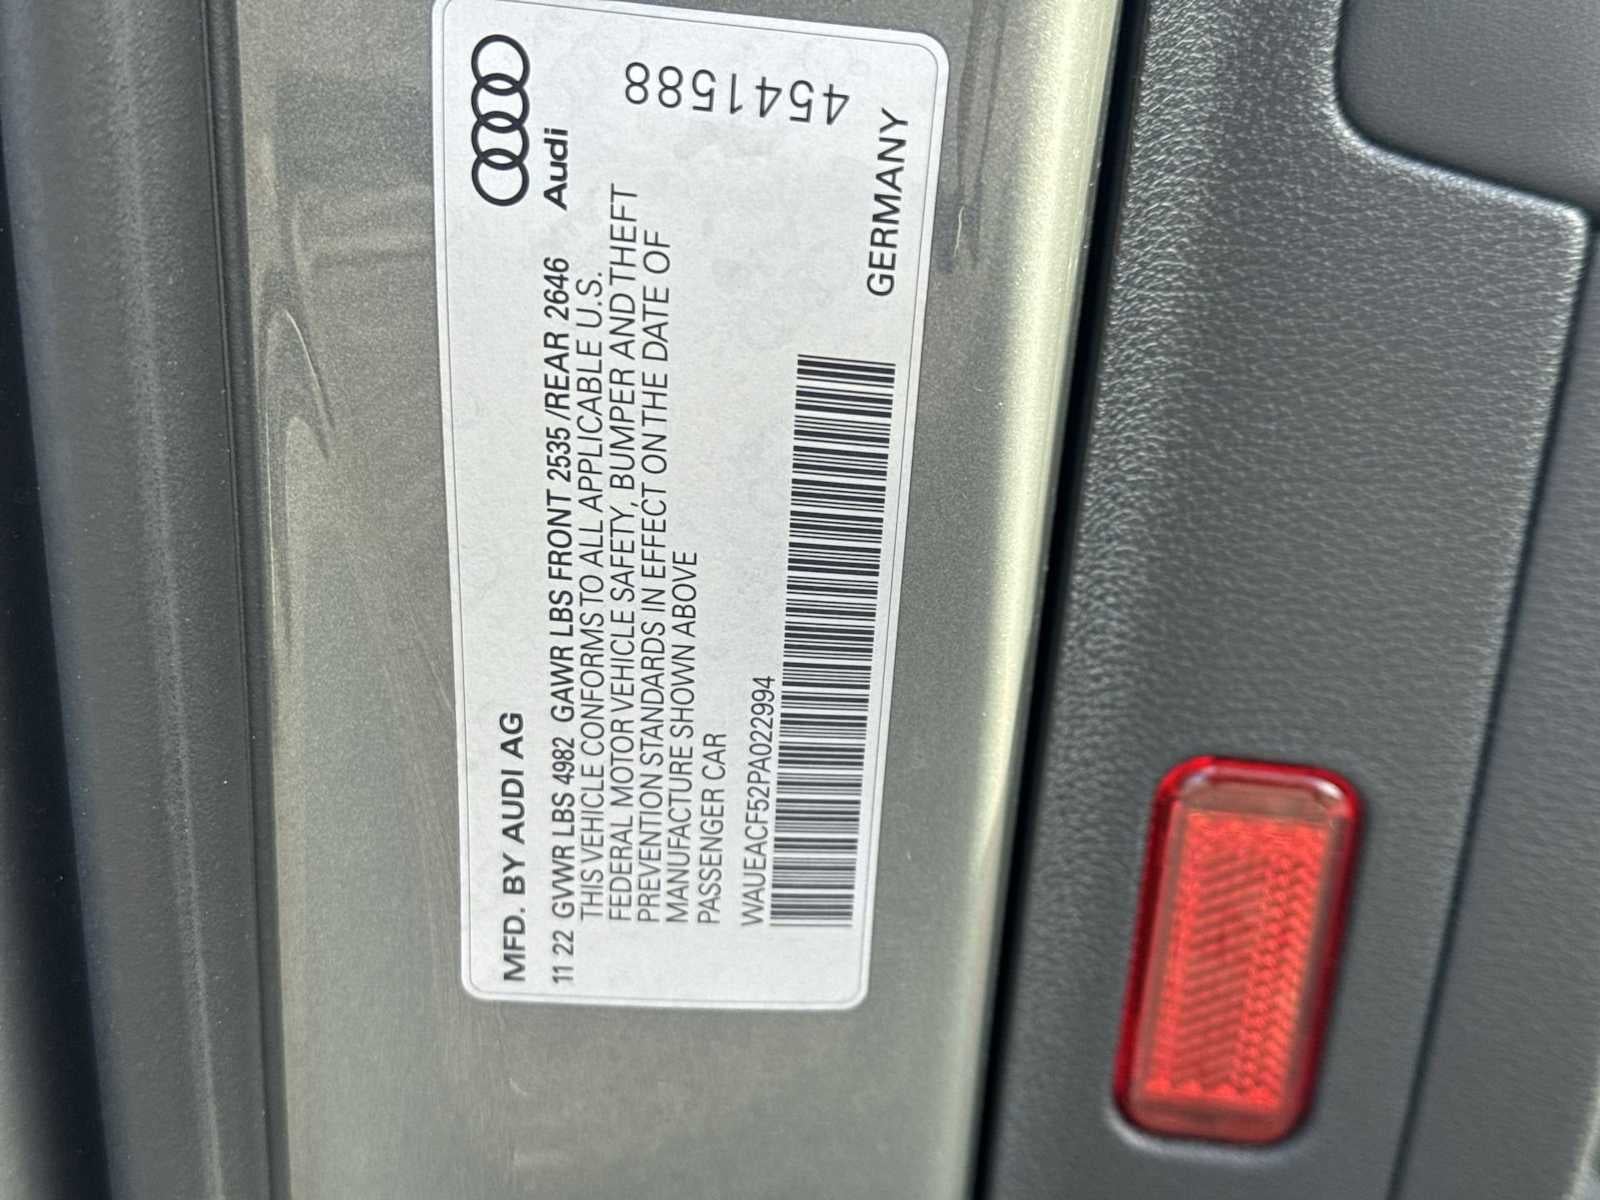 MFD. BY AUDI AG
Audi
11 22 GVWR LBS 4982 GAWR LBS FRONT 2535 /REAR 2646
THIS VEHICLE CONFORMS TO ALL APPLICABLE U.S.
FEDERAL MOTOR VEHICLE SAFETY, BUMPER AND THEFT
PREVENTION STANDARDS IN EFFECT ON THE DATE OF
MANUFACTURE SHOWN ABOVE
PASSENGER CAR
4541588
WAUEACF52PA022994
GERMANY